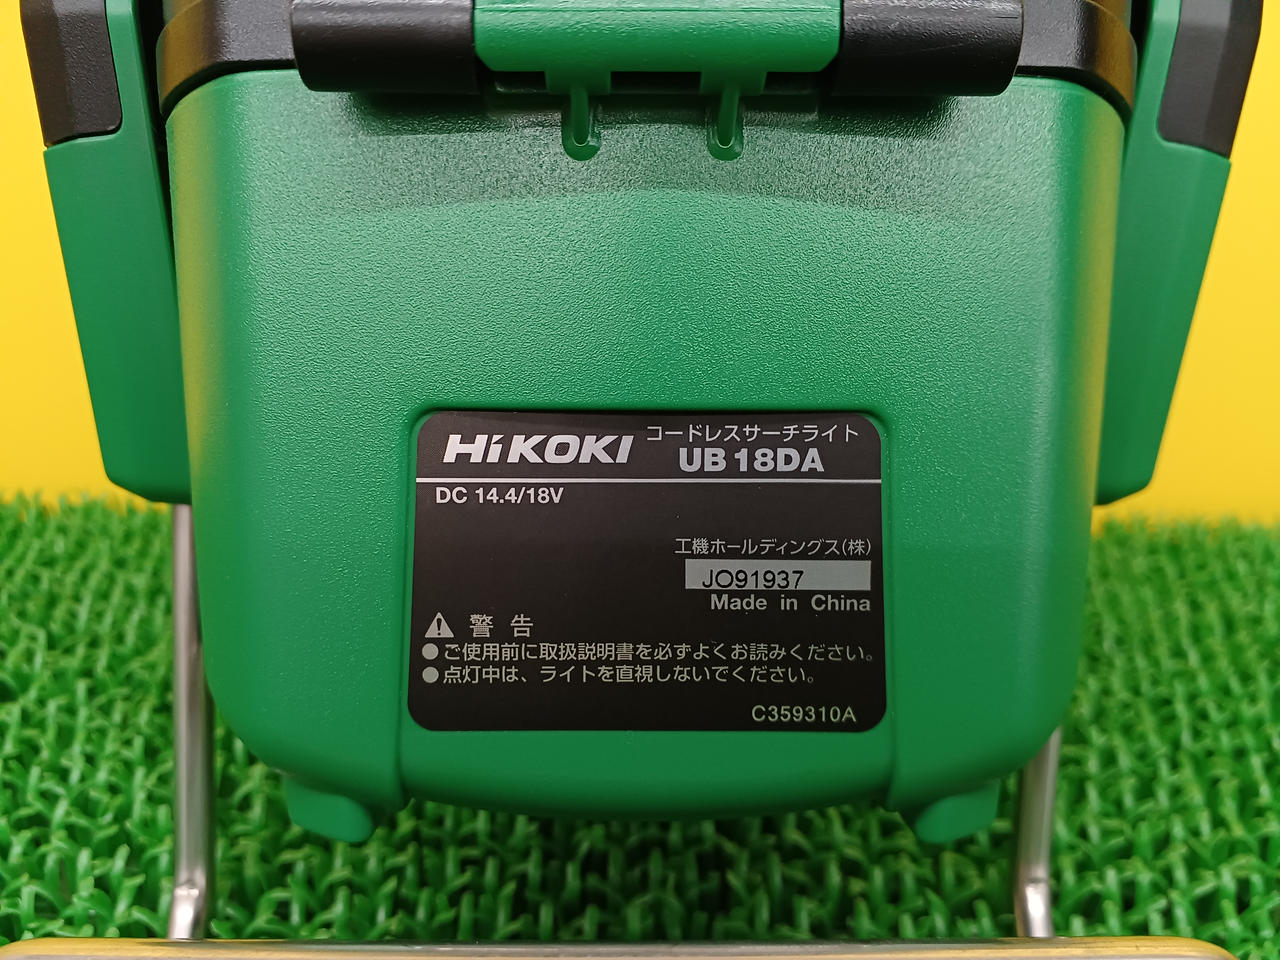 HiKOKI
コードレスサーチライト
UB 18DA
DC 14.4/18V
工機ホールディングス(株)
JO91937
Made in China
⚠ 警告
●ご使用前に取扱説明書を必ずよくお読みください。
●点灯中は、ライトを直視しないでください。
C359310A